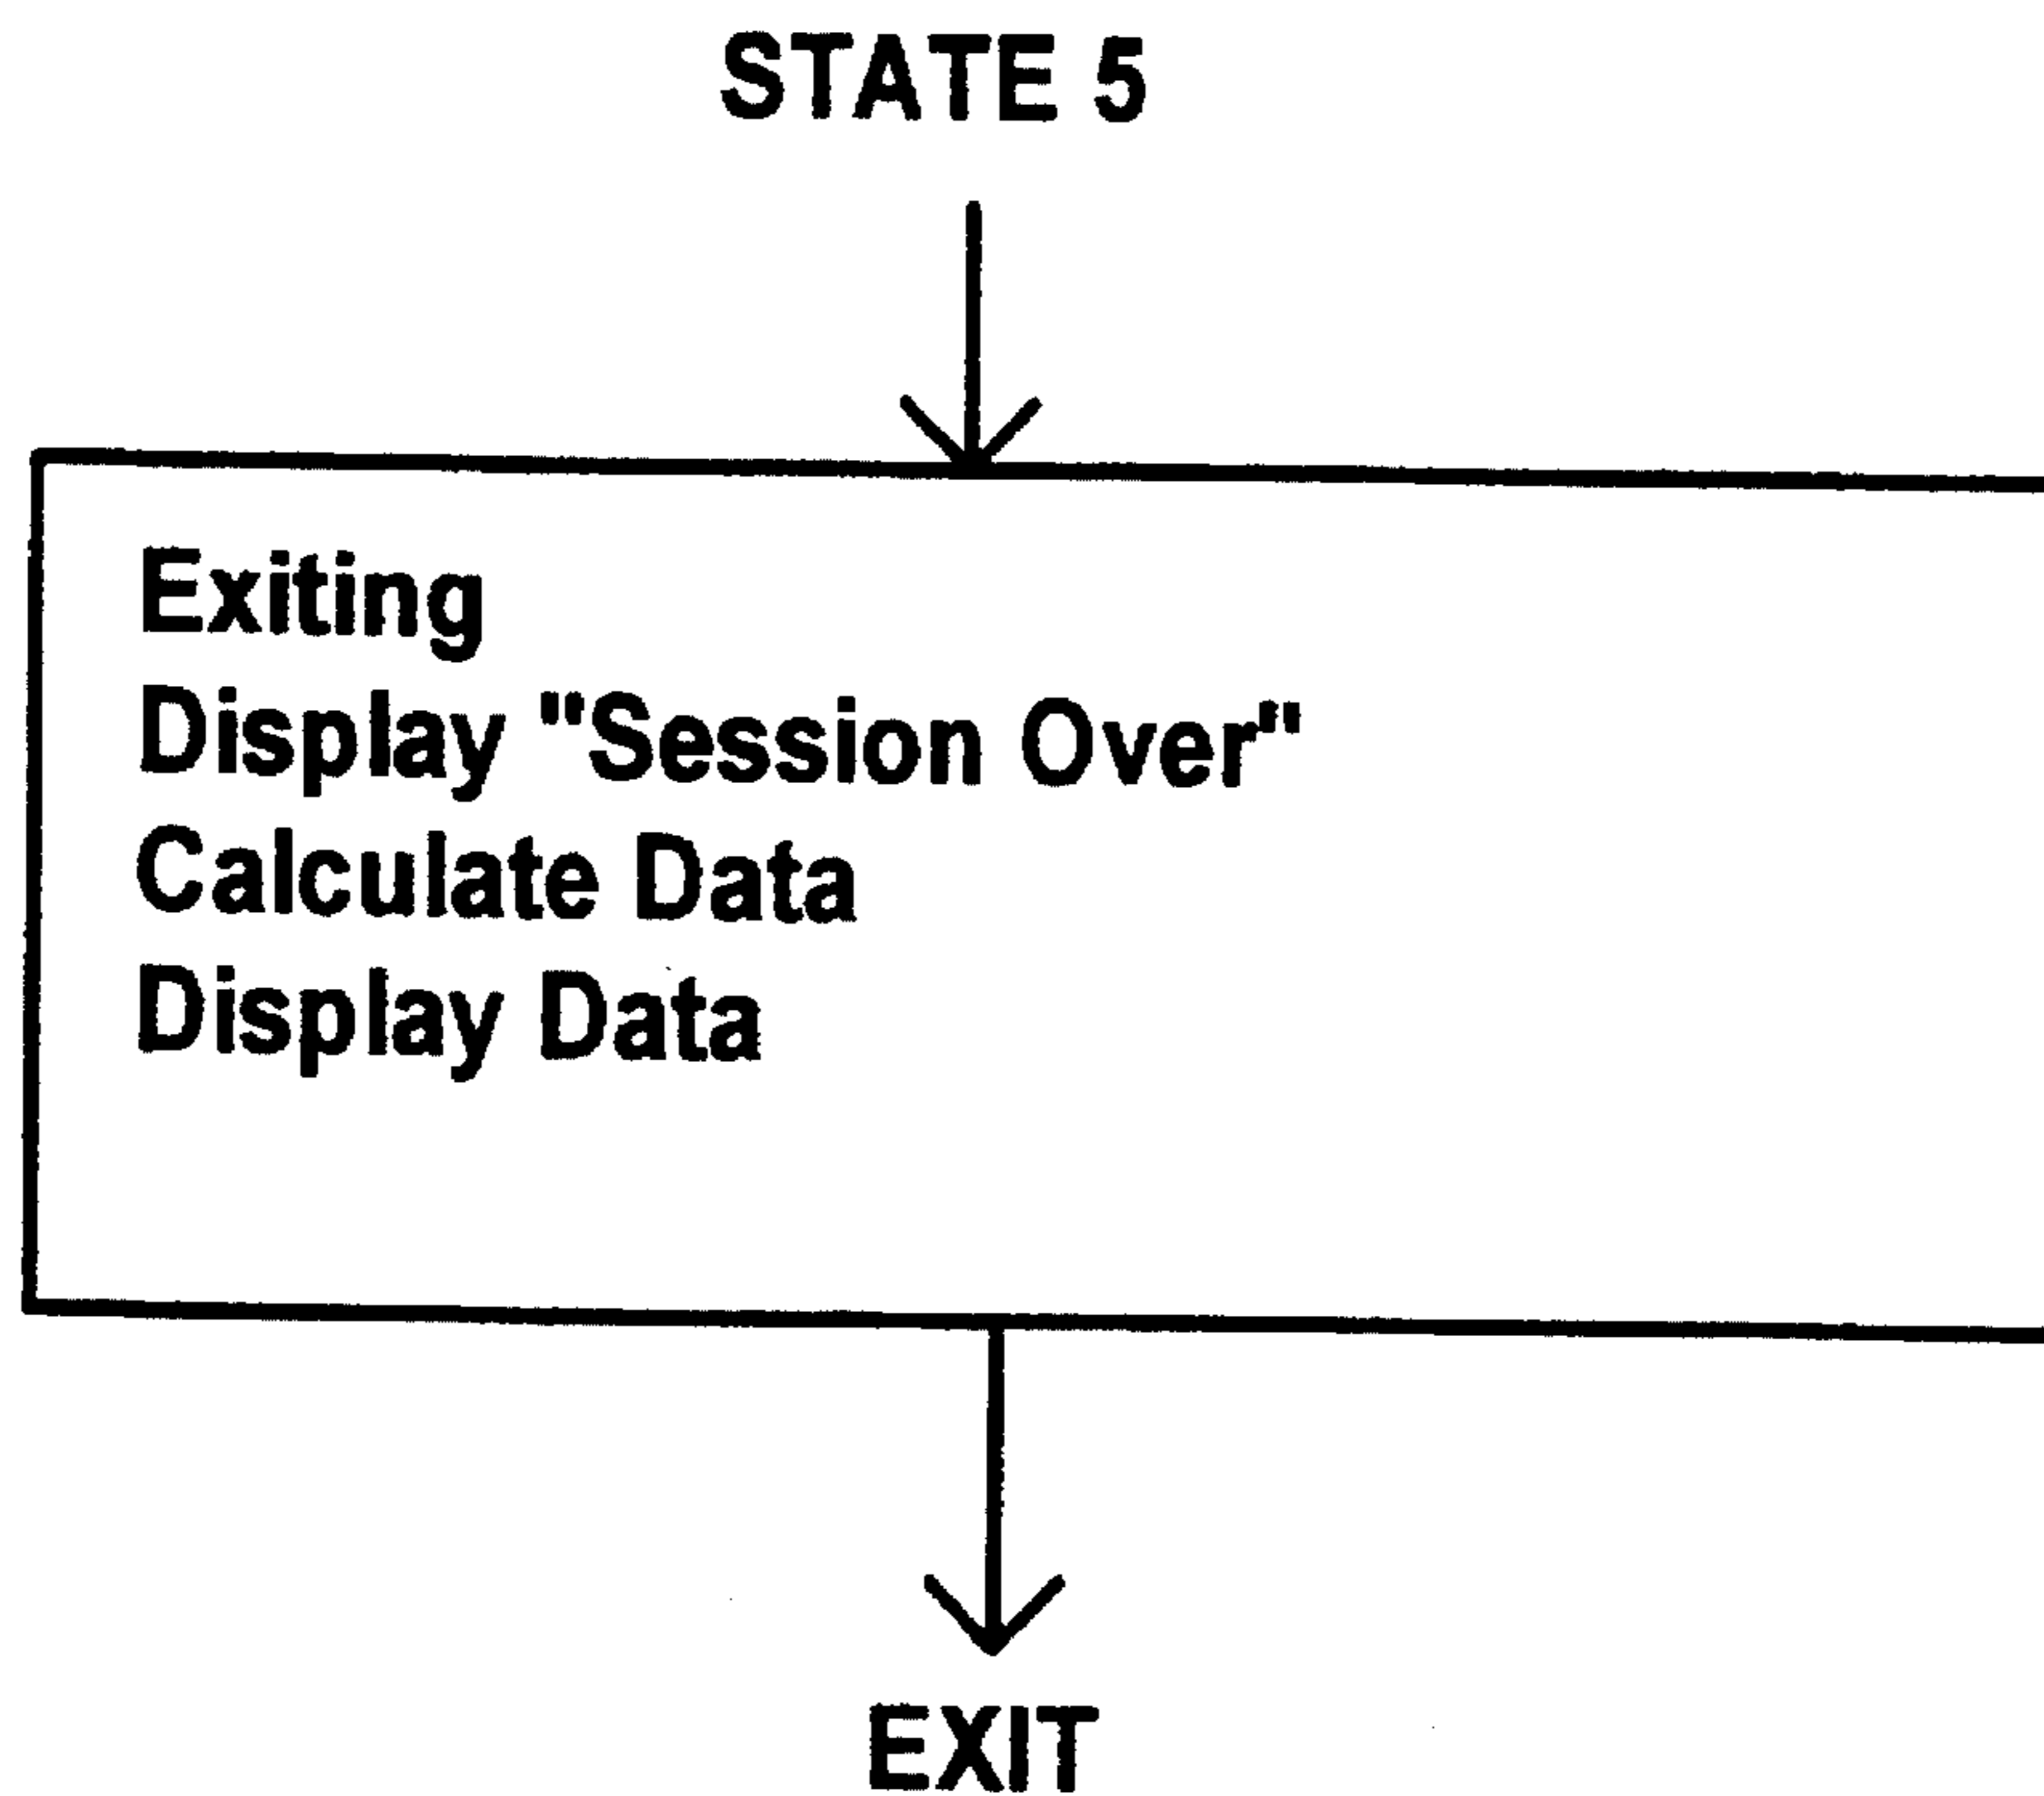 STATE 5
Exiting
Display "Session Over"
Calculate Data
Display Data
EXIT